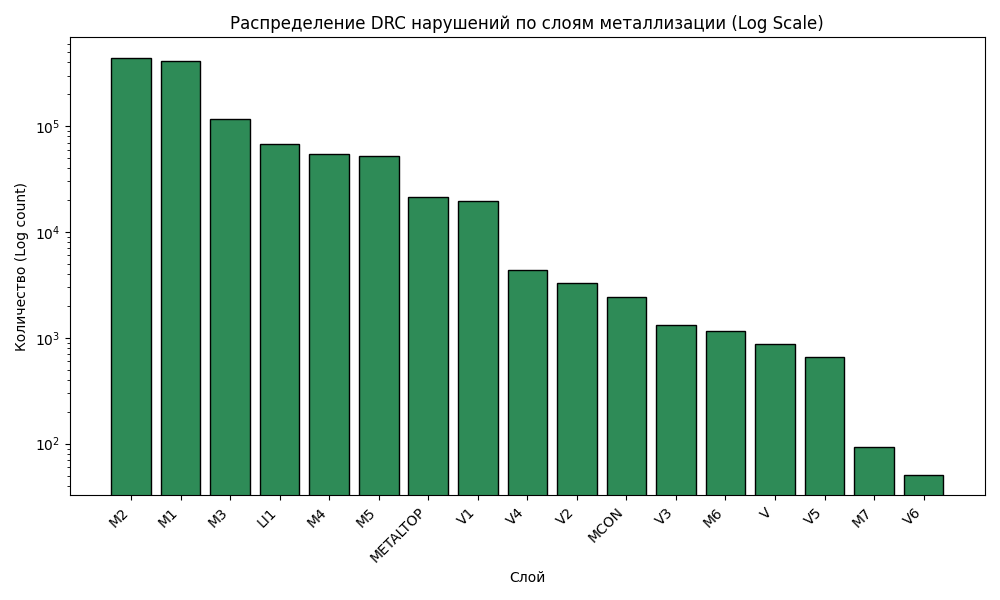 Распределение DRC нарушений по слоям металлизации (Log Scale)
Количество (Log count)
10^5
10^4
10^3
10^2
M2
M1
M3
LI1
M4
M5
METALTOP
V1
V4
V2
MCON
V3
M6
V
V5
M7
V6
Слой